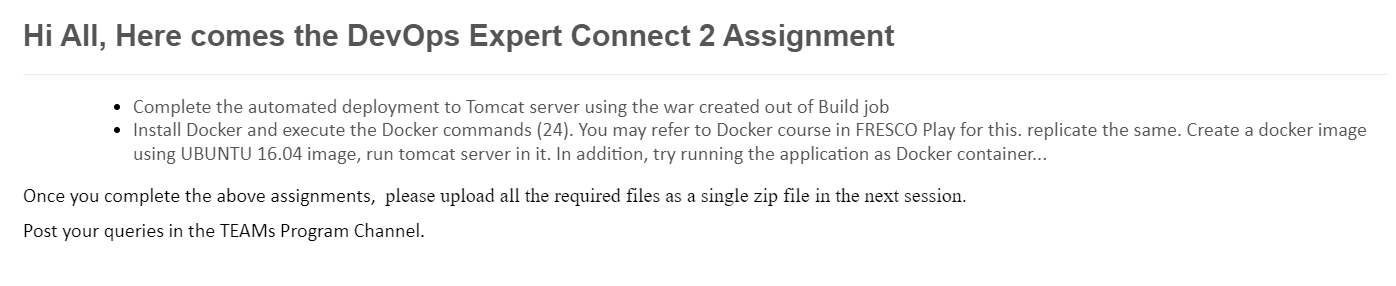 Hi All, Here comes the DevOps Expert Connect 2 Assignment
• Complete the automated deployment to Tomcat server using the war created out of Build job
• Install Docker and execute the Docker commands (24). You may refer to Docker course in FRESCO Play for this. replicate the same. Create a docker image
using UBUNTU 16.04 image, run tomcat server in it. In addition, try running the application as Docker container...
Once you complete the above assignments,  please upload all the required files as a single zip file in the next session.
Post your queries in the TEAMs Program Channel.